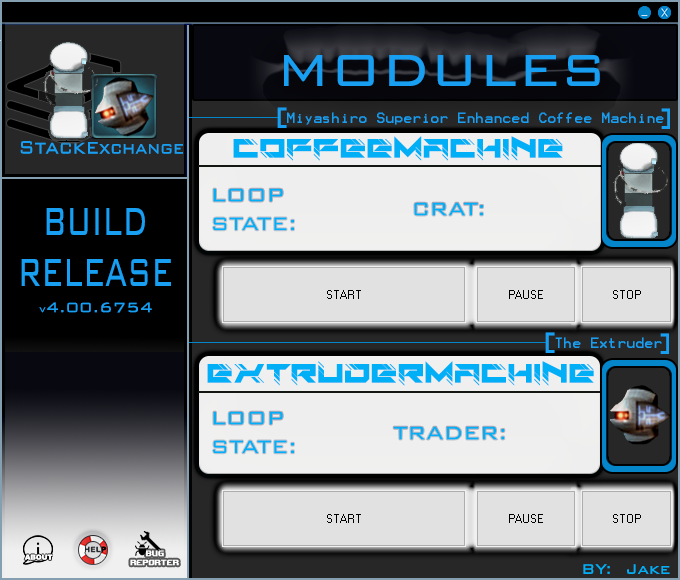 _ X
STACKEXCHANGE
BUILD
RELEASE
v4.00.6754
ABOUT
HELP
BUG
REPORTER
MODULES
[Miyashiro Superior Enhanced Coffee Machine]
COFFEEMACHINE
LOOP
STATE:
CRAT:
START PAUSE STOP
[The Extruder]
EXTRUDERMACHINE
LOOP
STATE:
TRADER:
START PAUSE STOP
BY: JAKE